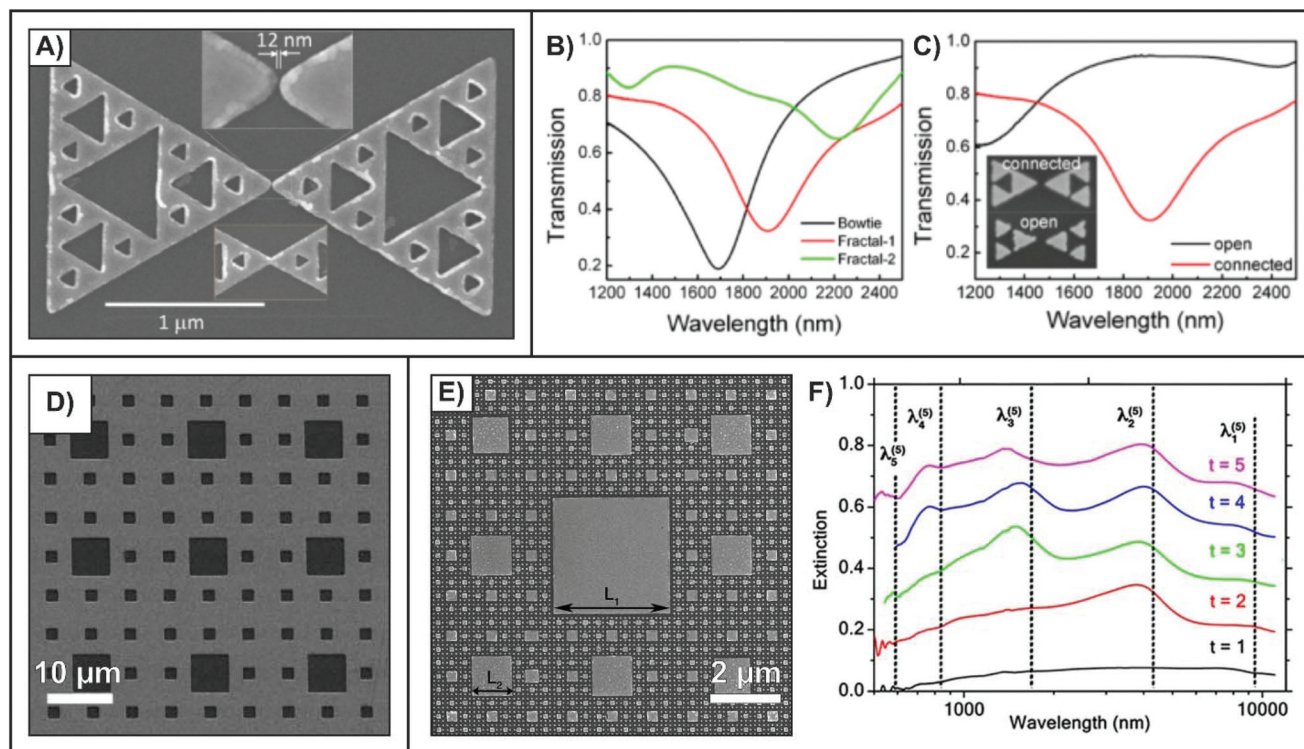 A)
12 nm
1 μm
B)
Transmission
1.0
0.8
0.6
0.4
0.2
Bowtie
Fractal-1
Fractal-2
1200 1400 1600 1800 2000 2200 2400
Wavelength (nm)
C)
Transmission
1.0
0.8
0.6
0.4
0.2
connected
open
open
connected
1200 1400 1600 1800 2000 2200 2400
Wavelength (nm)
D)
10 μm
E)
L₁
L₂
2 μm
F)
Extinction
1.0
0.8
0.6
0.4
0.2
0.0
λ₅⁽⁵⁾
λ₄⁽⁵⁾
λ₃⁽⁵⁾
λ₂⁽⁵⁾
λ₁⁽⁵⁾
t = 5
t = 4
t = 3
t = 2
t = 1
1000 10000
Wavelength (nm)